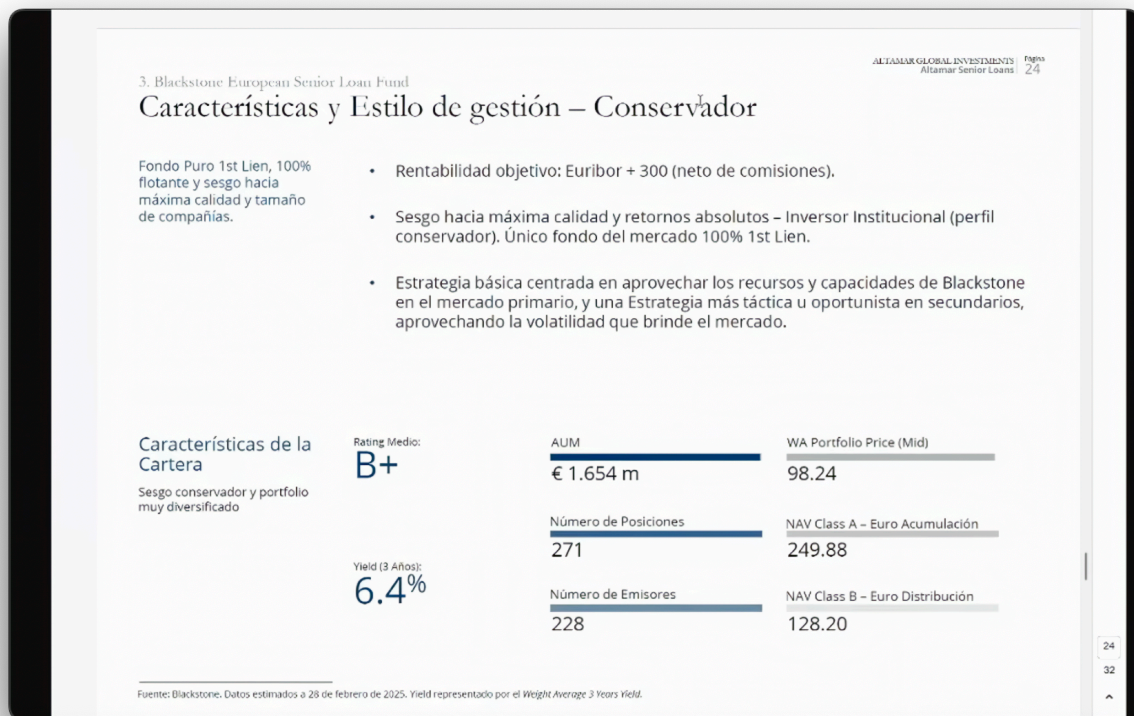 ALTAMAR GLOBAL INVESTMENTS
Altamar Senior Loans
Página
24
3. Blackstone European Senior Loan Fund
Características y Estilo de gestión – Conservador
Fondo Puro 1st Lien, 100%
flotante y sesgo hacia
máxima calidad y tamaño
de compañías.
• Rentabilidad objetivo: Euribor + 300 (neto de comisiones).
• Sesgo hacia máxima calidad y retornos absolutos – Inversor Institucional (perfil
conservador). Único fondo del mercado 100% 1st Lien.
• Estrategia básica centrada en aprovechar los recursos y capacidades de Blackstone
en el mercado primario, y una Estrategia más táctica u oportunista en secundarios,
aprovechando la volatilidad que brinde el mercado.
Características de la
Cartera
Sesgo conservador y portfolio
muy diversificado
Rating Medio:
B+
Yield (3 Años):
6.4%
AUM
€ 1.654 m
Número de Posiciones
271
Número de Emisores
228
WA Portfolio Price (Mid)
98.24
NAV Class A – Euro Acumulación
249.88
NAV Class B – Euro Distribución
128.20
Fuente: Blackstone. Datos estimados a 28 de febrero de 2025. Yield representado por el Weight Average 3 Years Yield.
24
32